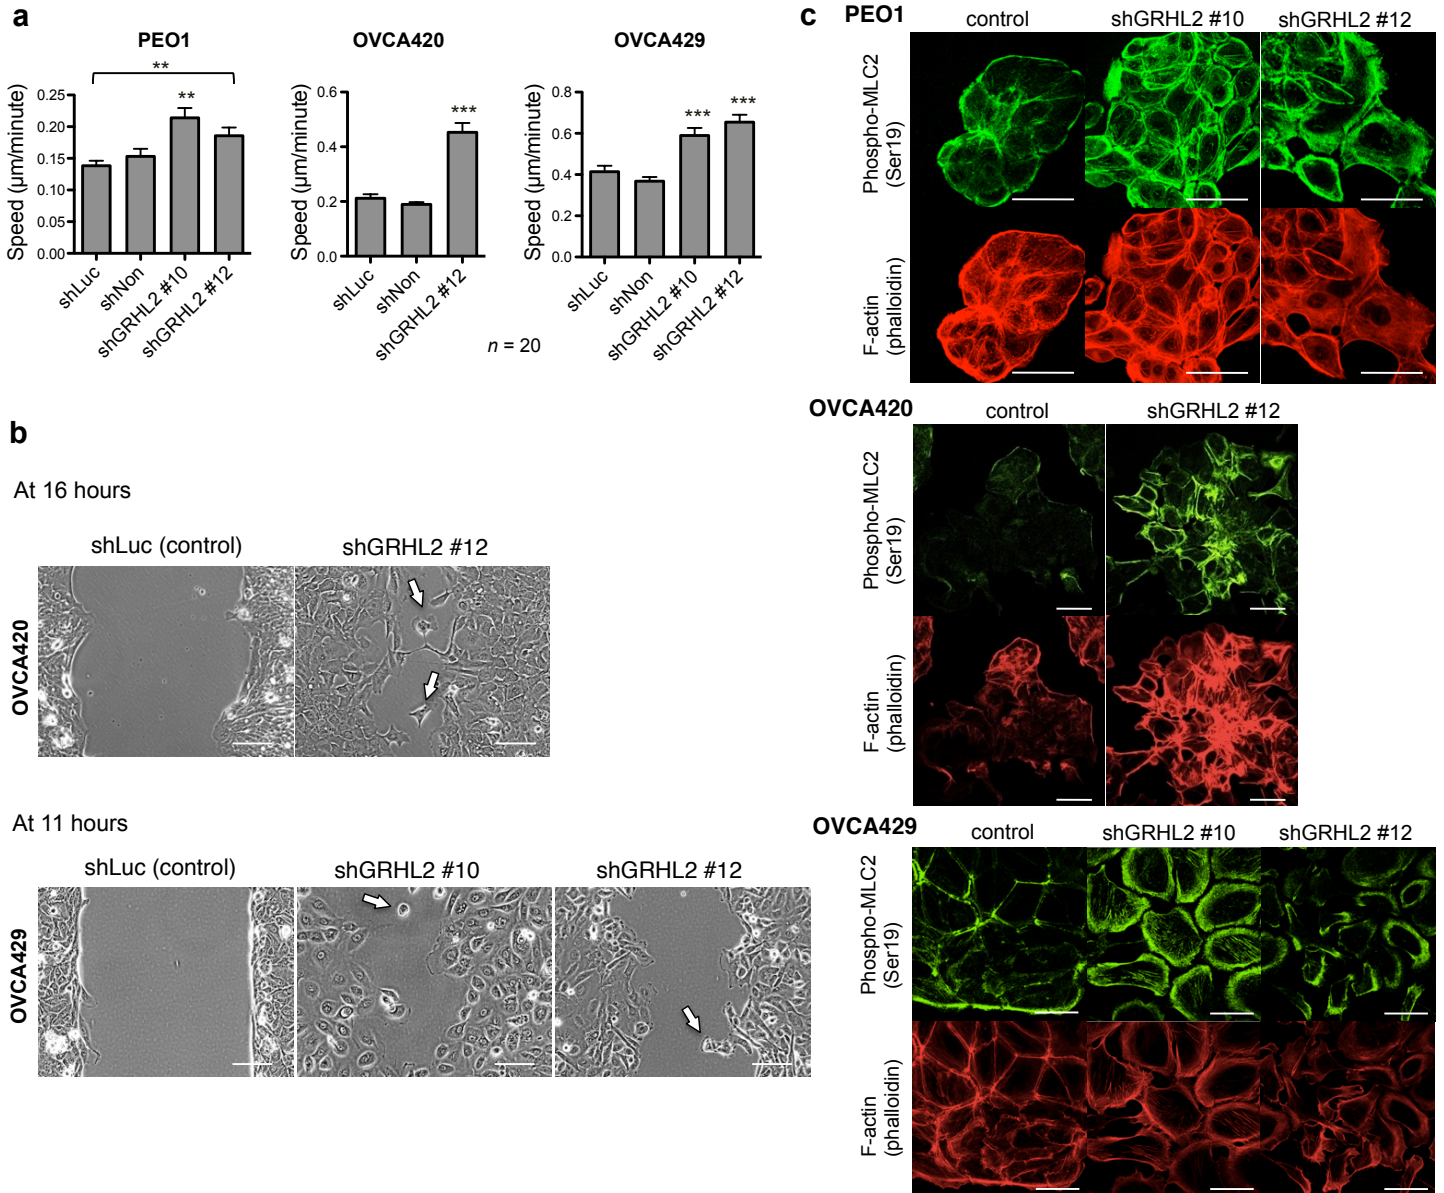 a
PEO1
**
**
Speed (µm/minute)
0.25
0.20
0.15
0.10
0.05
0.00
shLuc
shNon
shGRHL2 #10
shGRHL2 #12
OVCA420
***
Speed (µm/minute)
0.6
0.4
0.2
0.0
shLuc
shNon
shGRHL2 #12
n = 20
OVCA429
***
***
Speed (µm/minute)
0.8
0.6
0.4
0.2
0.0
shLuc
shNon
shGRHL2 #10
shGRHL2 #12
b
At 16 hours
shLuc (control)
shGRHL2 #12
OVCA420
At 11 hours
shLuc (control)
shGRHL2 #10
shGRHL2 #12
OVCA429
c
PEO1
control
shGRHL2 #10
shGRHL2 #12
Phospho-MLC2
(Ser19)
F-actin
(phalloidin)
OVCA420
control
shGRHL2 #12
Phospho-MLC2
(Ser19)
F-actin
(phalloidin)
OVCA429
control
shGRHL2 #10
shGRHL2 #12
Phospho-MLC2
(Ser19)
F-actin
(phalloidin)